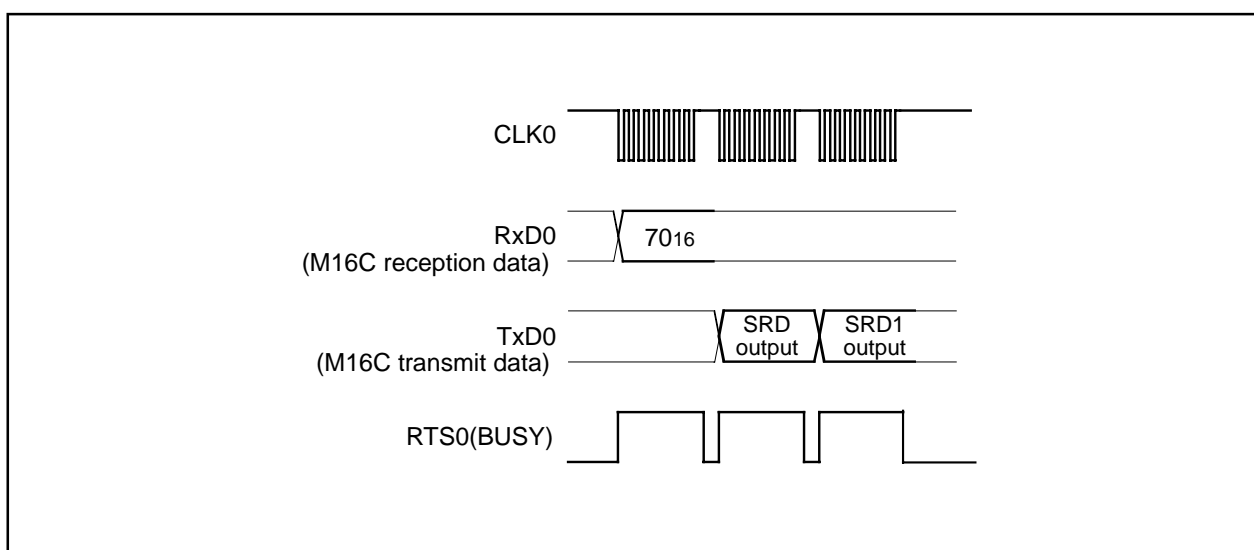 CLK0
RxD0
(M16C reception data)
7016
TxD0
(M16C transmit data)
SRD
output
SRD1
output
RTS0(BUSY)